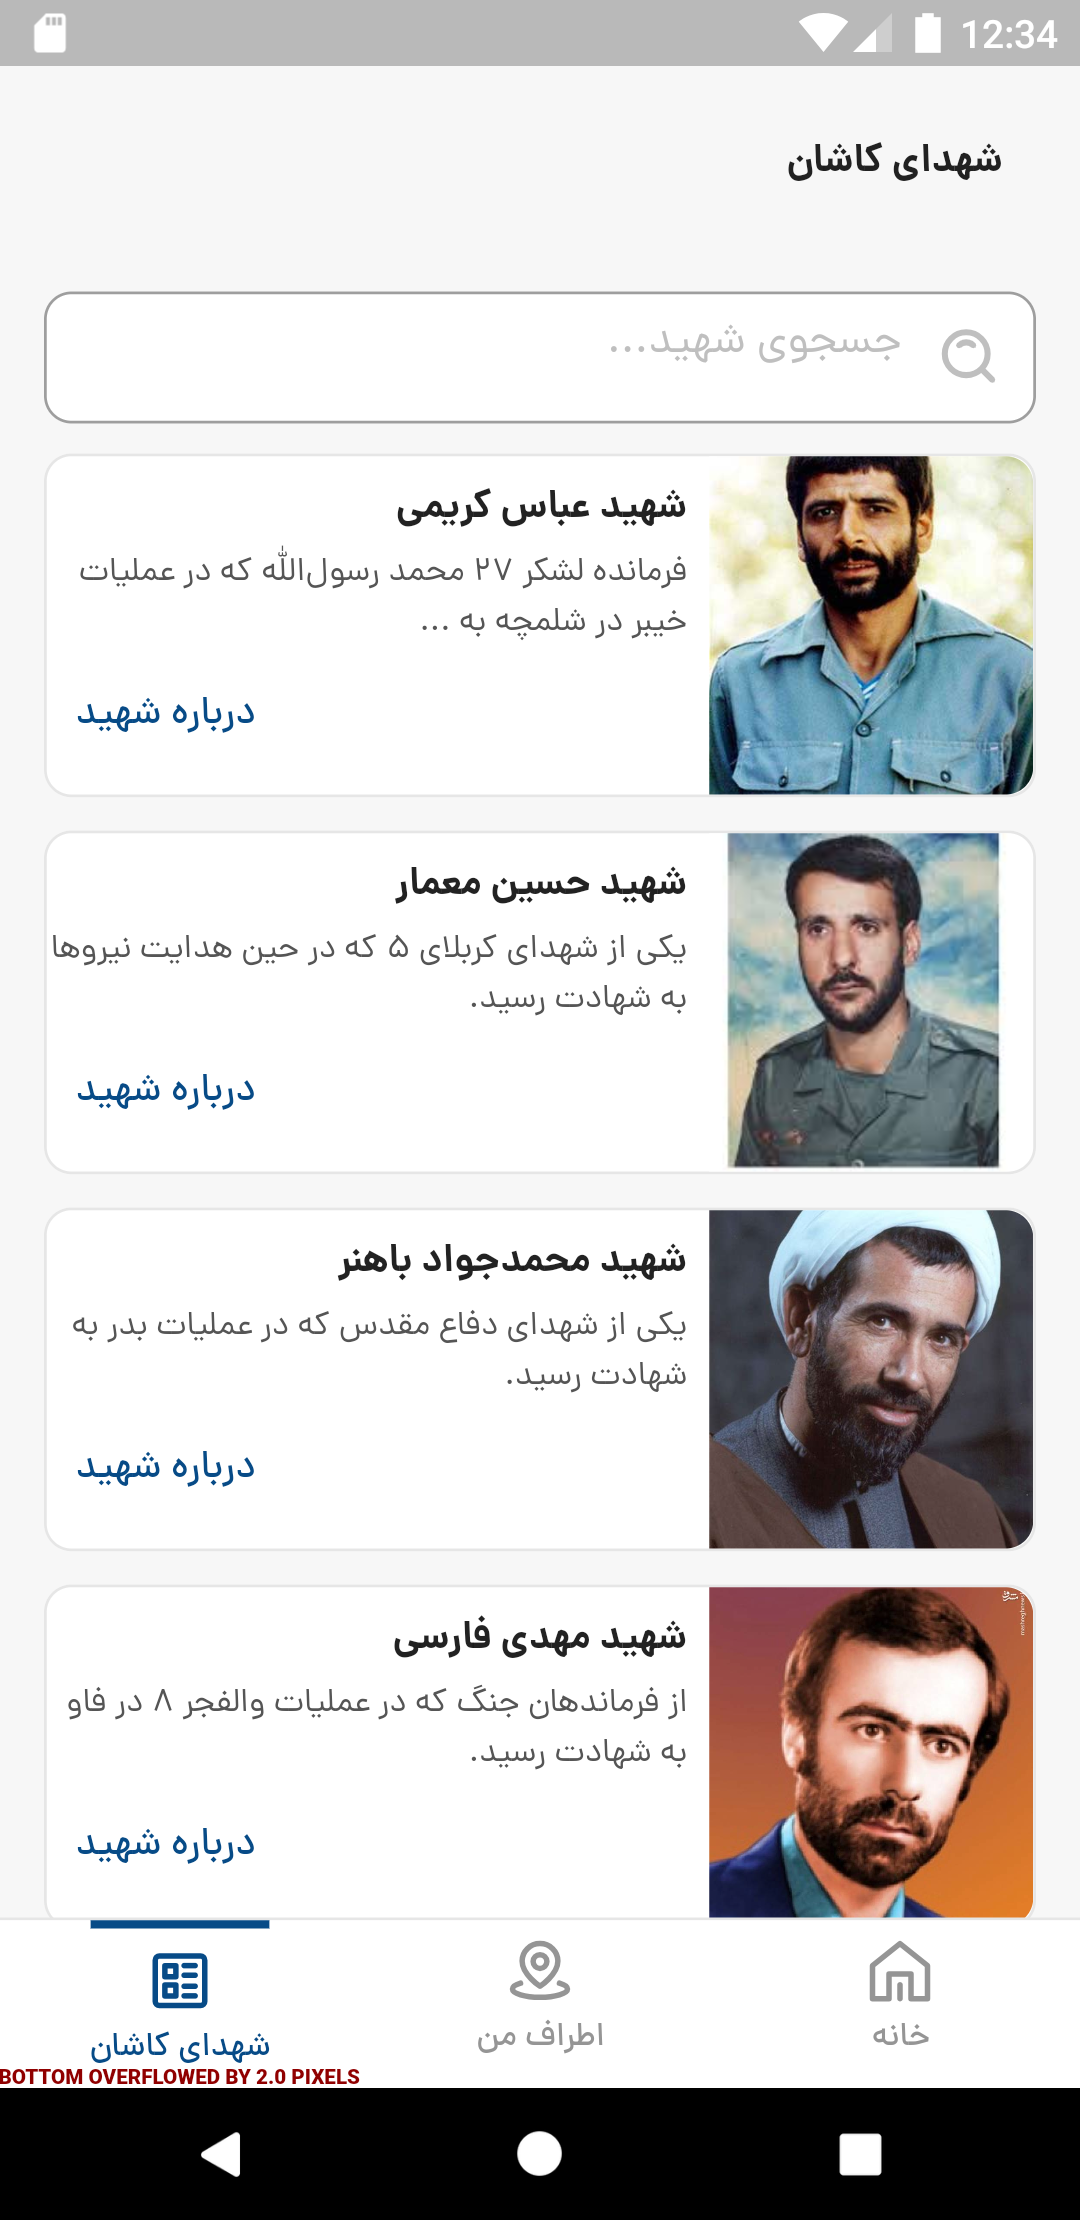 12:34
شهدای کاشان
جسجوی شهید...
شهید عباس کریمی
فرمانده لشکر ۲۷ محمد رسول‌الله که در عملیات
خیبر در شلمچه به ...
درباره شهید
شهید حسین معمار
یکی از شهدای کربلای ۵ که در حین هدایت نیروها
به شهادت رسید.
درباره شهید
شهید محمدجواد باهنر
یکی از شهدای دفاع مقدس که در عملیات بدر به
شهادت رسید.
درباره شهید
شهید مهدی فارسی
از فرماندهان جنگ که در عملیات والفجر ۸ در فاو
به شهادت رسید.
درباره شهید
خانه
اطراف من
شهدای کاشان
BOTTOM OVERFLOWED BY 2.0 PIXELS